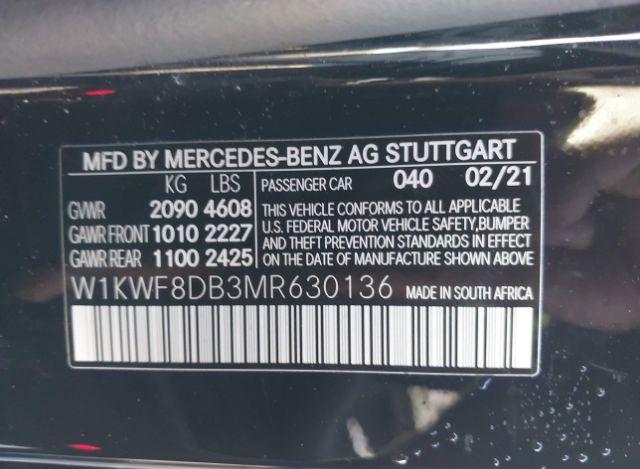 MFD BY MERCEDES-BENZ AG STUTTGART
KG LBS
GVWR 2090 4608
GAWR FRONT 1010 2227
GAWR REAR 1100 2425
PASSENGER CAR 040 02/21
THIS VEHICLE CONFORMS TO ALL APPLICABLE
U.S. FEDERAL MOTOR VEHICLE SAFETY,BUMPER
AND THEFT PREVENTION STANDARDS IN EFFECT
ON THE DATE OF MANUFACTURE SHOWN ABOVE
W1KWF8DB3MR630136 MADE IN SOUTH AFRICA